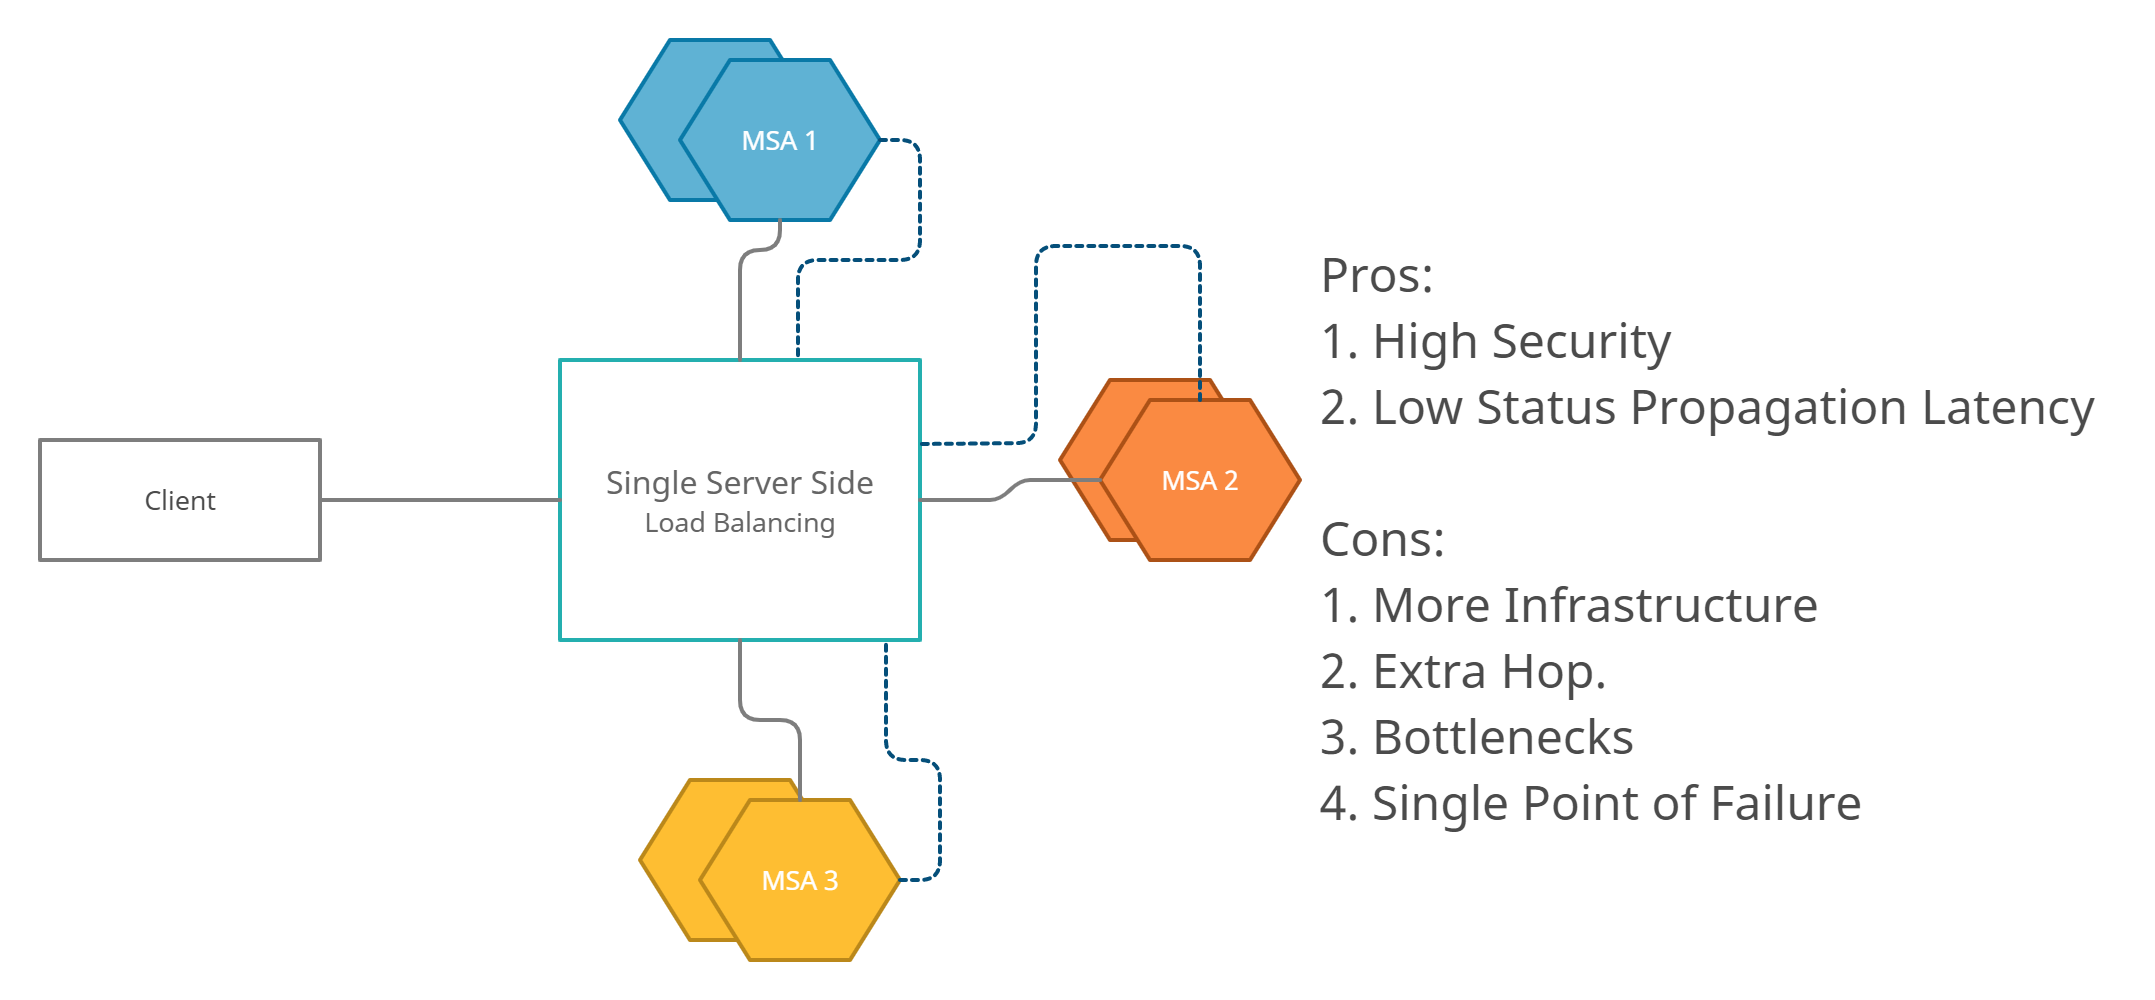 MSA 1
Client
Single Server Side
Load Balancing
MSA 2
MSA 3
Pros:
1. High Security
2. Low Status Propagation Latency
Cons:
1. More Infrastructure
2. Extra Hop.
3. Bottlenecks
4. Single Point of Failure